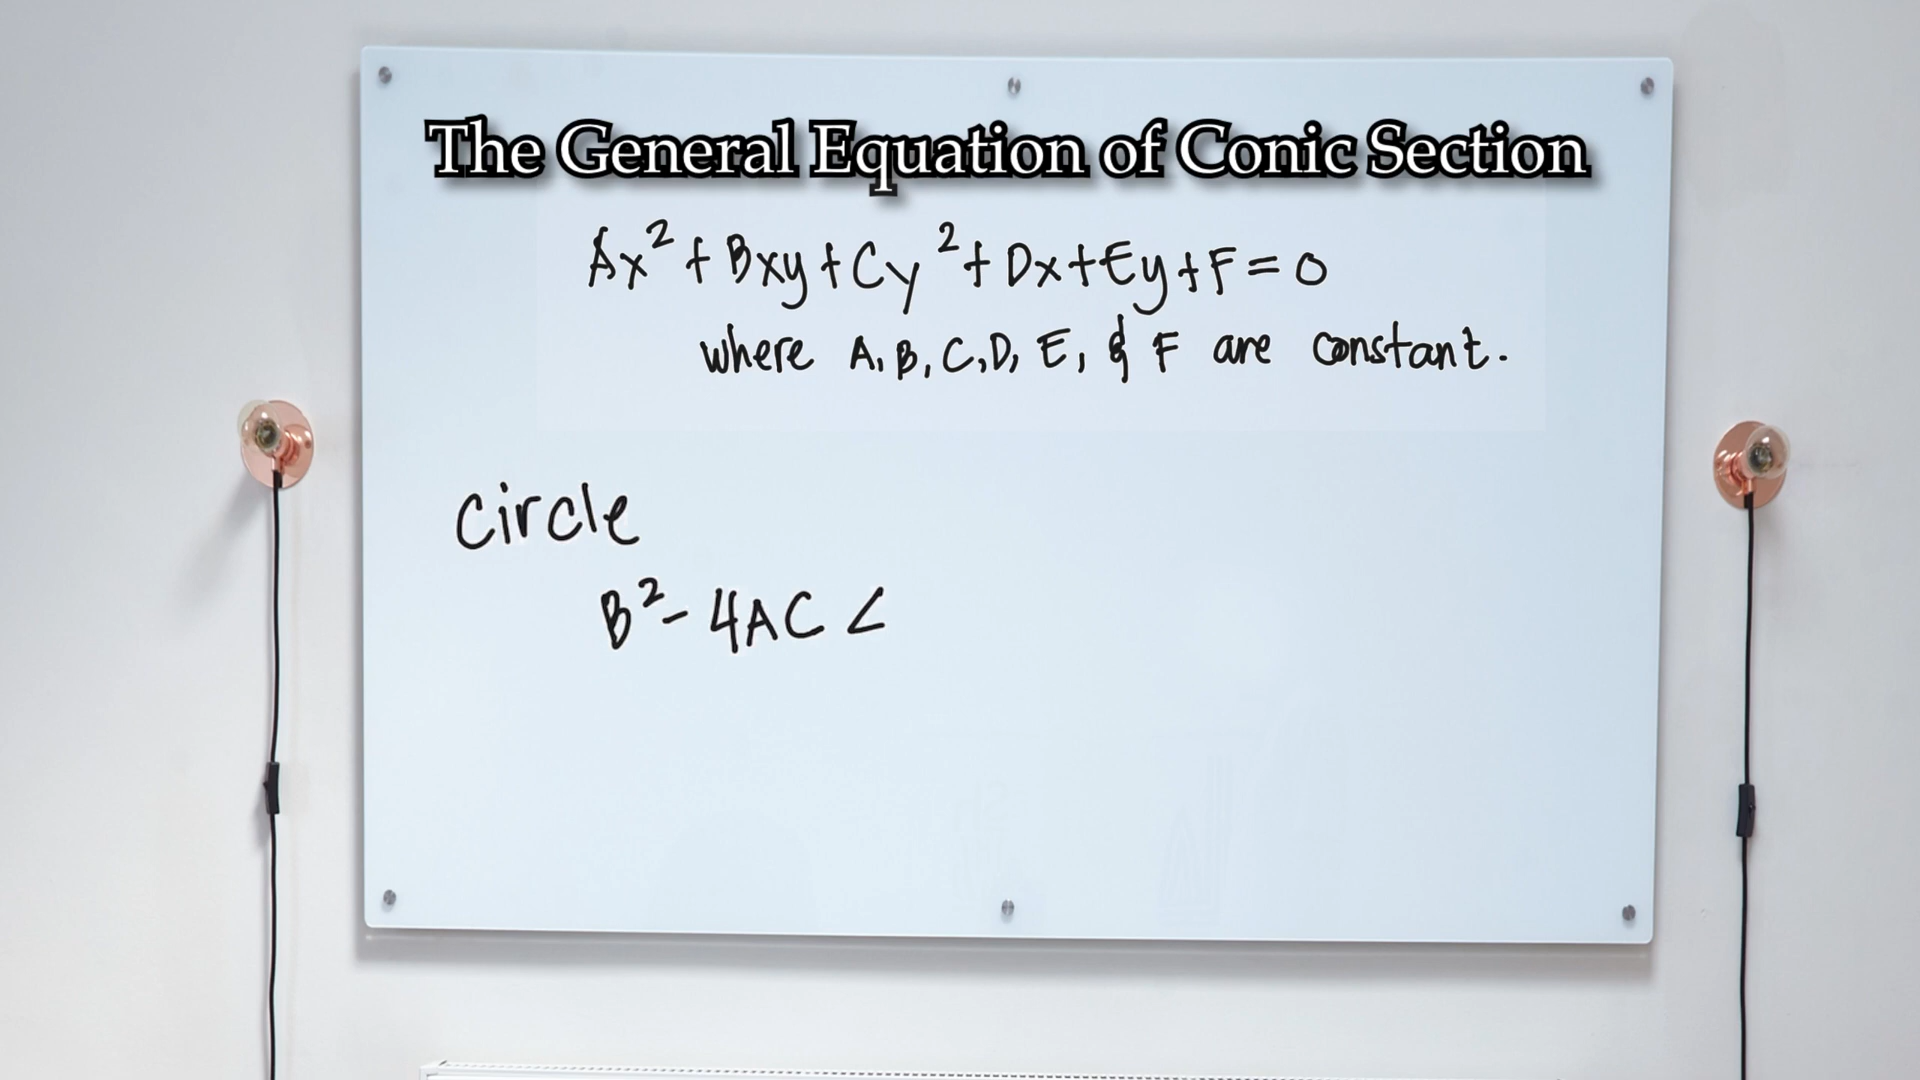 The General Equation of Conic Section
Ax² + Bxy + Cy² + Dx + Ey + F = 0
where A, B, C, D, E, & F are constant.
Circle
B² - 4AC <